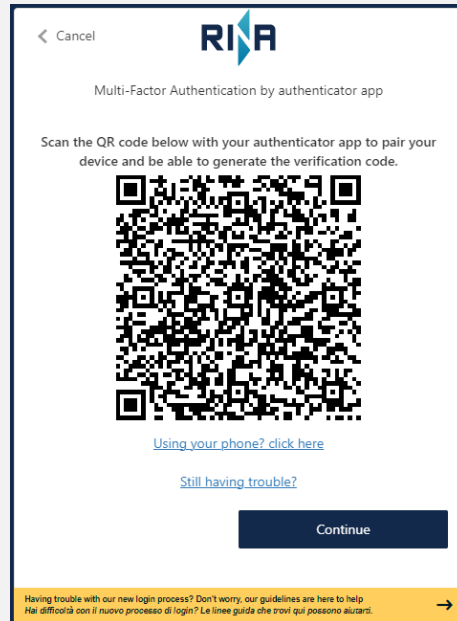 Cancel
RINA
Multi-Factor Authentication by authenticator app
Scan the QR code below with your authenticator app to pair your
device and be able to generate the verification code.
Using your phone? click here
Still having trouble?
Continue
Having trouble with our new login process? Don't worry, our guidelines are here to help
Hai difficoltà con il nuovo processo di login? Le linee guida che trovi qui possono aiutarti.